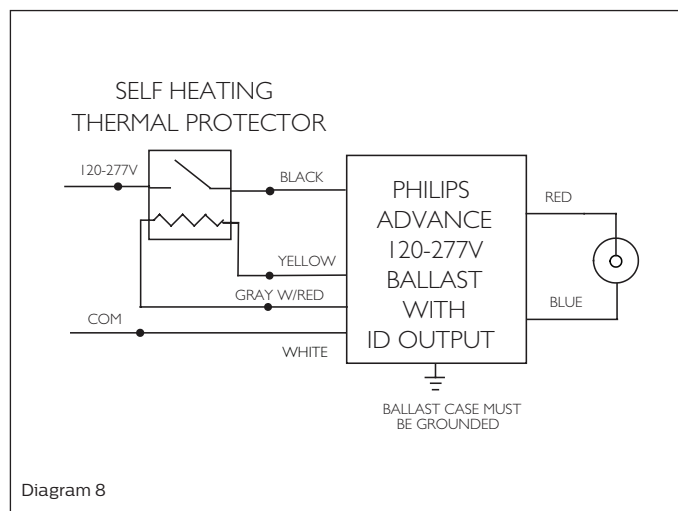 SELF HEATING
THERMAL PROTECTOR
120-277V
BLACK
YELLOW
GRAY W/RED
COM
WHITE
PHILIPS
ADVANCE
120-277V
BALLAST
WITH
ID OUTPUT
RED
BLUE
BALLAST CASE MUST
BE GROUNDED
Diagram 8